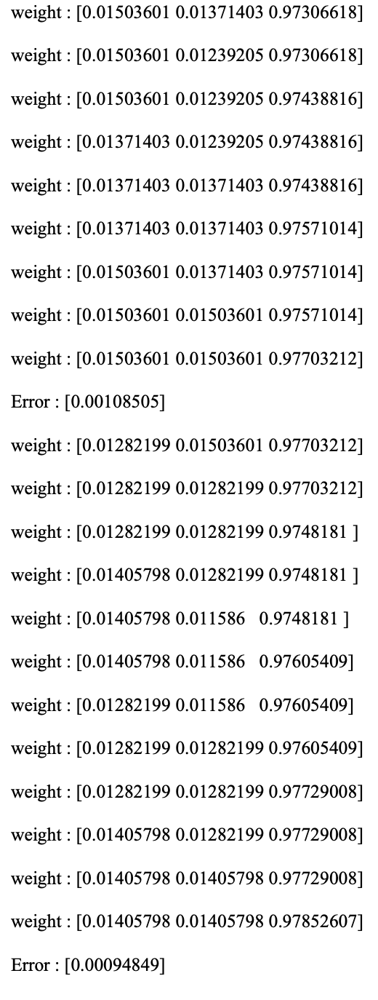 weight : [0.01503601 0.01371403 0.97306618]
weight : [0.01503601 0.01239205 0.97306618]
weight : [0.01503601 0.01239205 0.97438816]
weight : [0.01371403 0.01239205 0.97438816]
weight : [0.01371403 0.01371403 0.97438816]
weight : [0.01371403 0.01371403 0.97571014]
weight : [0.01503601 0.01371403 0.97571014]
weight : [0.01503601 0.01503601 0.97571014]
weight : [0.01503601 0.01503601 0.97703212]
Error : [0.00108505]
weight : [0.01282199 0.01503601 0.97703212]
weight : [0.01282199 0.01282199 0.97703212]
weight : [0.01282199 0.01282199 0.9748181 ]
weight : [0.01405798 0.01282199 0.9748181 ]
weight : [0.01405798 0.011586   0.9748181 ]
weight : [0.01405798 0.011586   0.97605409]
weight : [0.01282199 0.011586   0.97605409]
weight : [0.01282199 0.01282199 0.97605409]
weight : [0.01282199 0.01282199 0.97729008]
weight : [0.01405798 0.01282199 0.97729008]
weight : [0.01405798 0.01405798 0.97729008]
weight : [0.01405798 0.01405798 0.97852607]
Error : [0.00094849]